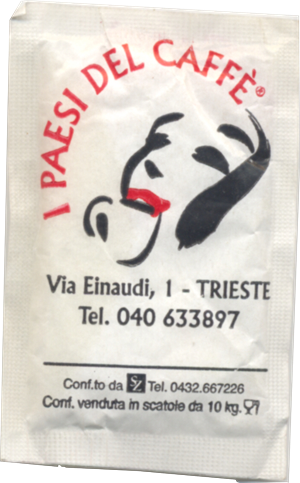 I PAESI DEL CAFFÈ®
Via Einaudi, 1 - TRIESTE
Tel. 040 633897
Conf.to da Tel. 0432.667226
Conf. venduta in scatole da 10 kg.